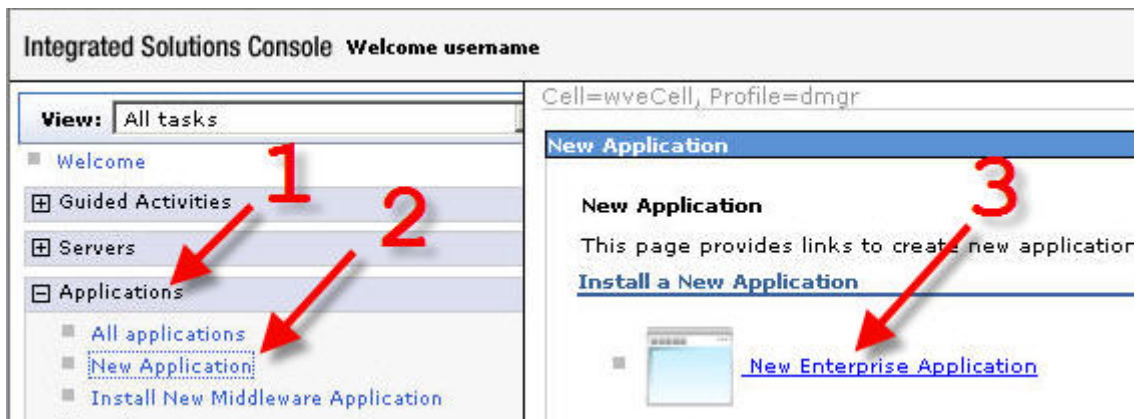 Integrated Solutions Console Welcome username
View: All tasks
Welcome
Guided Activities
Servers
Applications
All applications
New Application
Install New Middleware Application
1
2
Cell=wveCell, Profile=dmgr
New Application
New Application
This page provides links to create new application
Install a New Application
New Enterprise Application
3